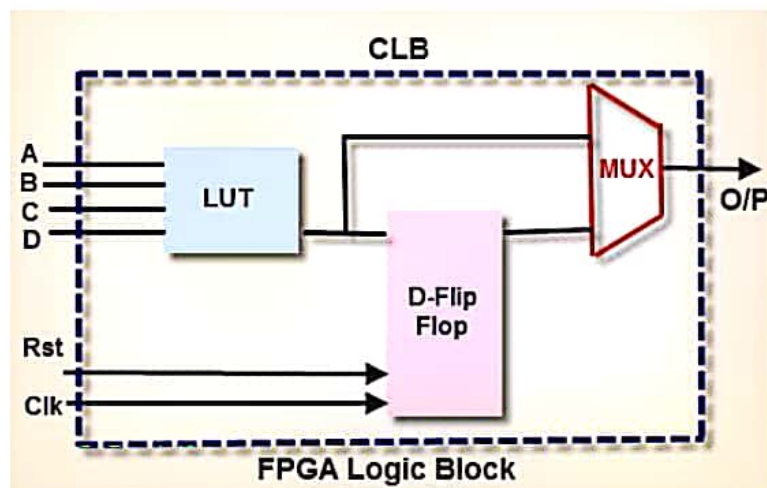 CLB
A
B
C
D
LUT
MUX
O/P
D-Flip
Flop
Rst
Clk
FPGA Logic Block